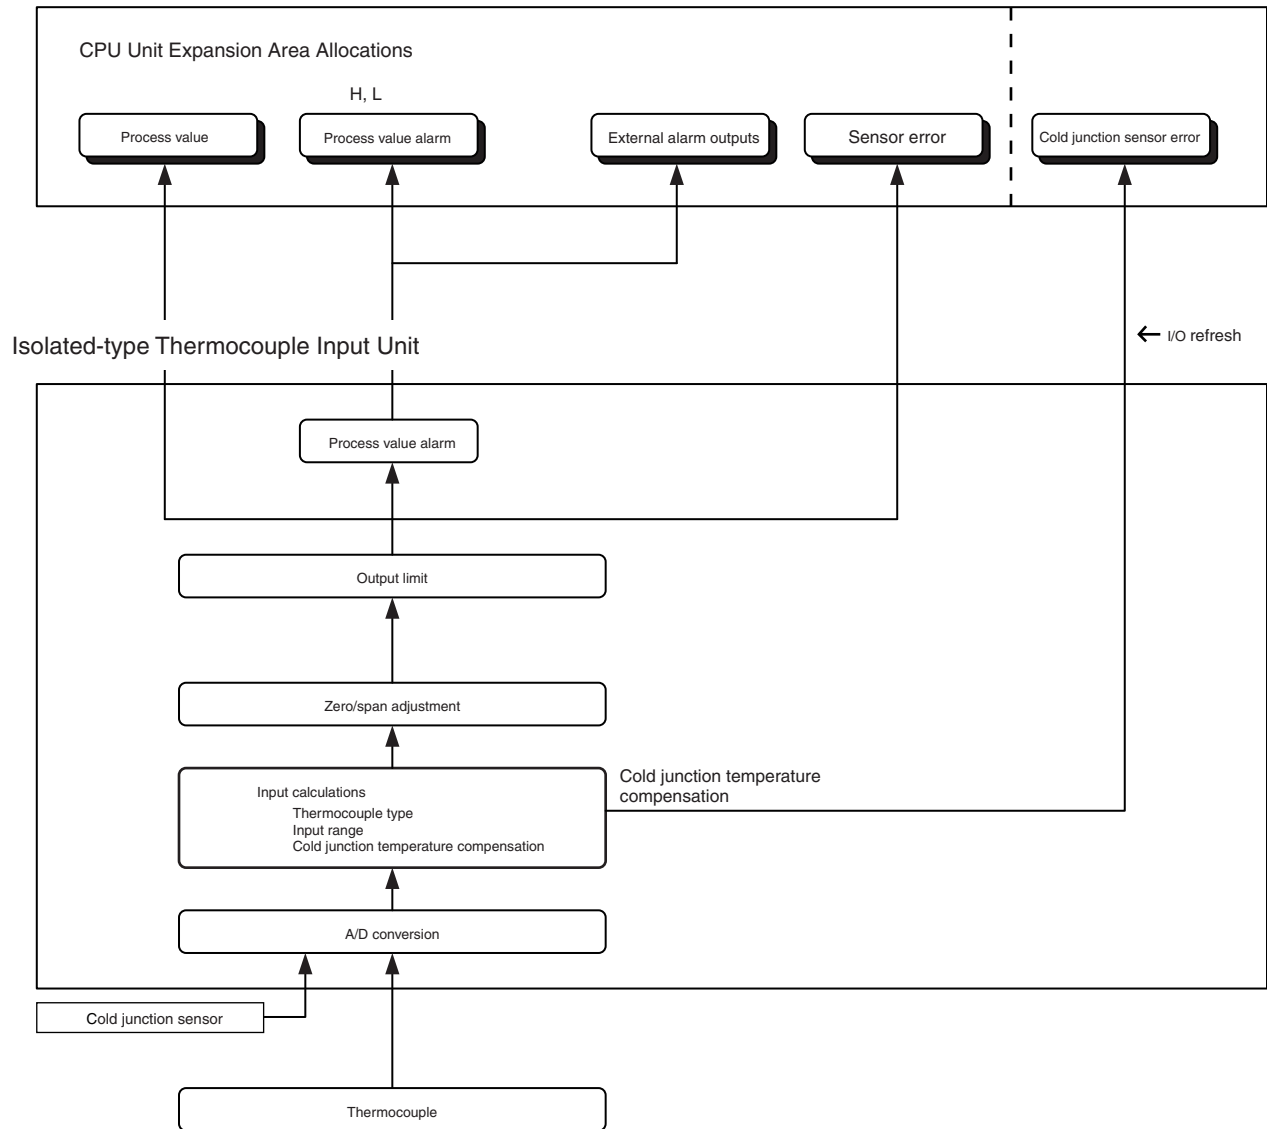 CPU Unit Expansion Area Allocations
H, L
Process value
Process value alarm
External alarm outputs
Sensor error
Cold junction sensor error
I/O refresh
Isolated-type Thermocouple Input Unit
Process value alarm
Output limit
Zero/span adjustment
Input calculations
Thermocouple type
Input range
Cold junction temperature compensation
Cold junction temperature
compensation
A/D conversion
Cold junction sensor
Thermocouple